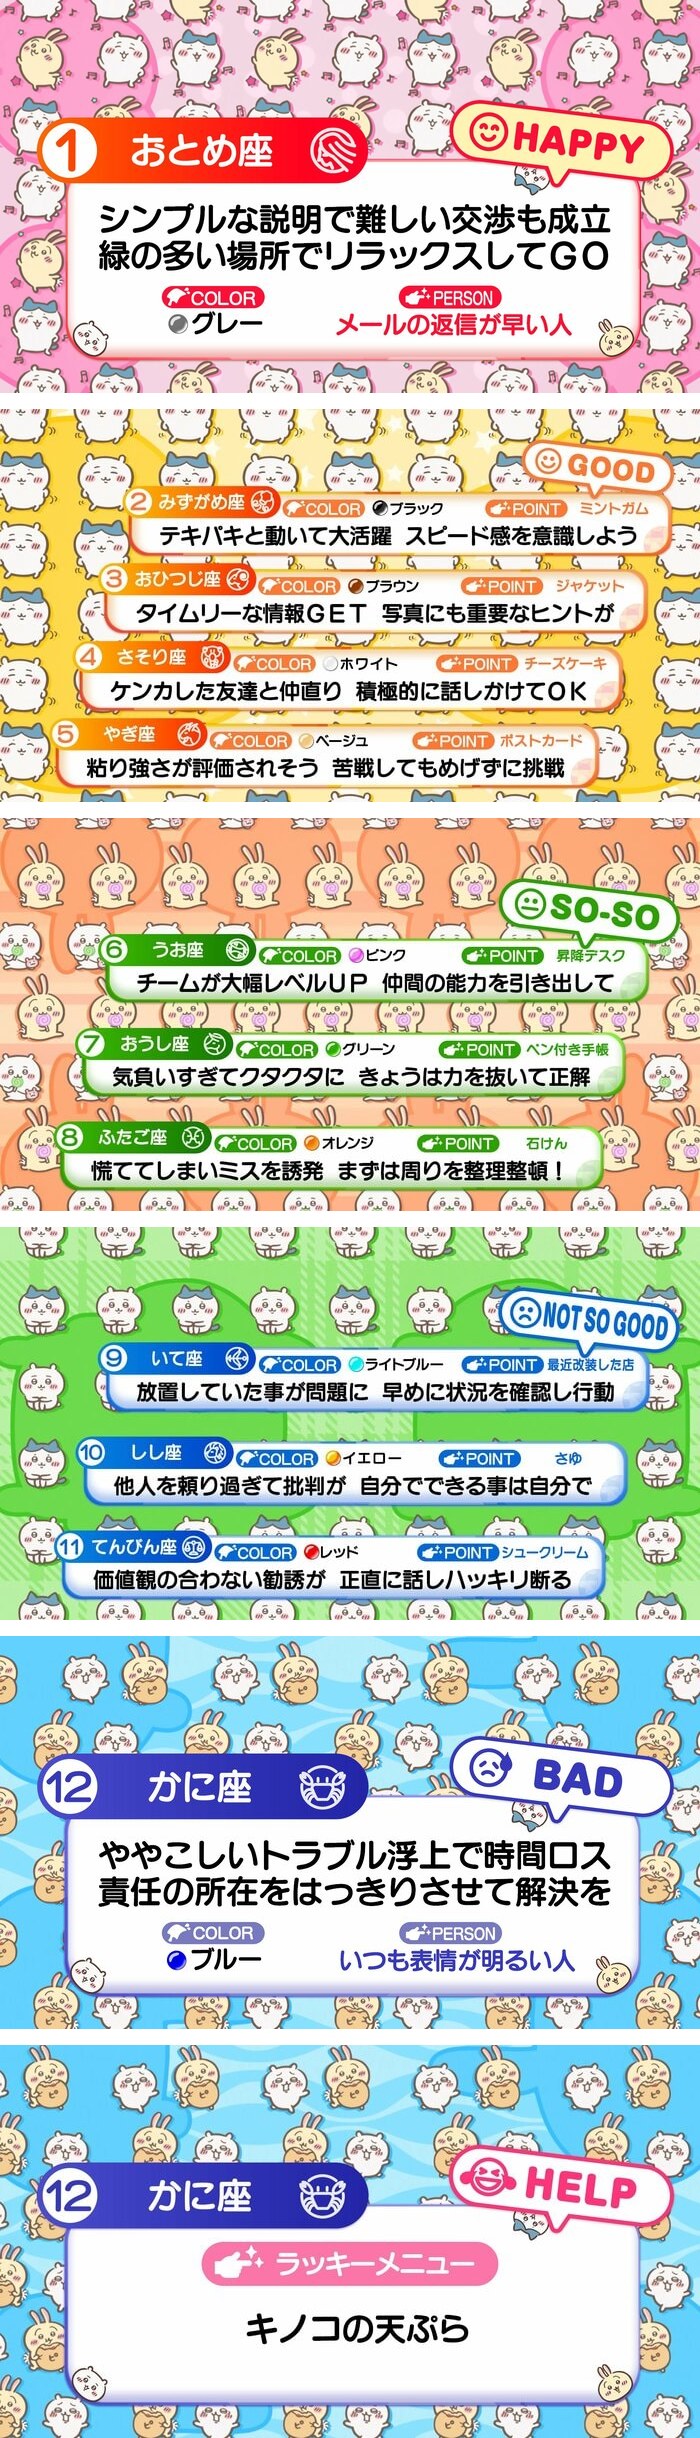 1 おとめ座
HAPPY
シンプルな説明で難しい交渉も成立
緑の多い場所でリラックスしてGO
COLOR PERSON
グレー メールの返信が早い人
GOOD
2 みずがめ座 COLOR ブラック POINT ミントガム
テキパキと動いて大活躍 スピード感を意識しよう
3 おひつじ座 COLOR ブラウン POINT ジャケット
タイムリーな情報GET 写真にも重要なヒントが
4 さそり座 COLOR ホワイト POINT チーズケーキ
ケンカした友達と仲直り 積極的に話しかけてOK
5 やぎ座 COLOR ベージュ POINT ポストカード
粘り強さが評価されそう 苦戦してもめげずに挑戦
SO-SO
6 うお座 COLOR ピンク POINT 昇降デスク
チームが大幅レベルUP 仲間の能力を引き出して
7 おうし座 COLOR グリーン POINT ペン付き手帳
気負いすぎてクタクタに きょうは力を抜いて正解
8 ふたご座 COLOR オレンジ POINT 石けん
慌ててしまいミスを誘発 まずは周りを整理整頓!
NOT SO GOOD
9 いて座 COLOR ライトブルー POINT 最近改装した店
放置していた事が問題に 早めに状況を確認し行動
10 しし座 COLOR イエロー POINT さゆ
他人を頼り過ぎて批判が 自分でできる事は自分で
11 てんびん座 COLOR レッド POINT シュークリーム
価値観の合わない勧誘が 正直に話しハッキリ断る
12 かに座
BAD
ややこしいトラブル浮上で時間ロス
責任の所在をはっきりさせて解決を
COLOR PERSON
ブルー いつも表情が明るい人
12 かに座
HELP
ラッキーメニュー
キノコの天ぷら